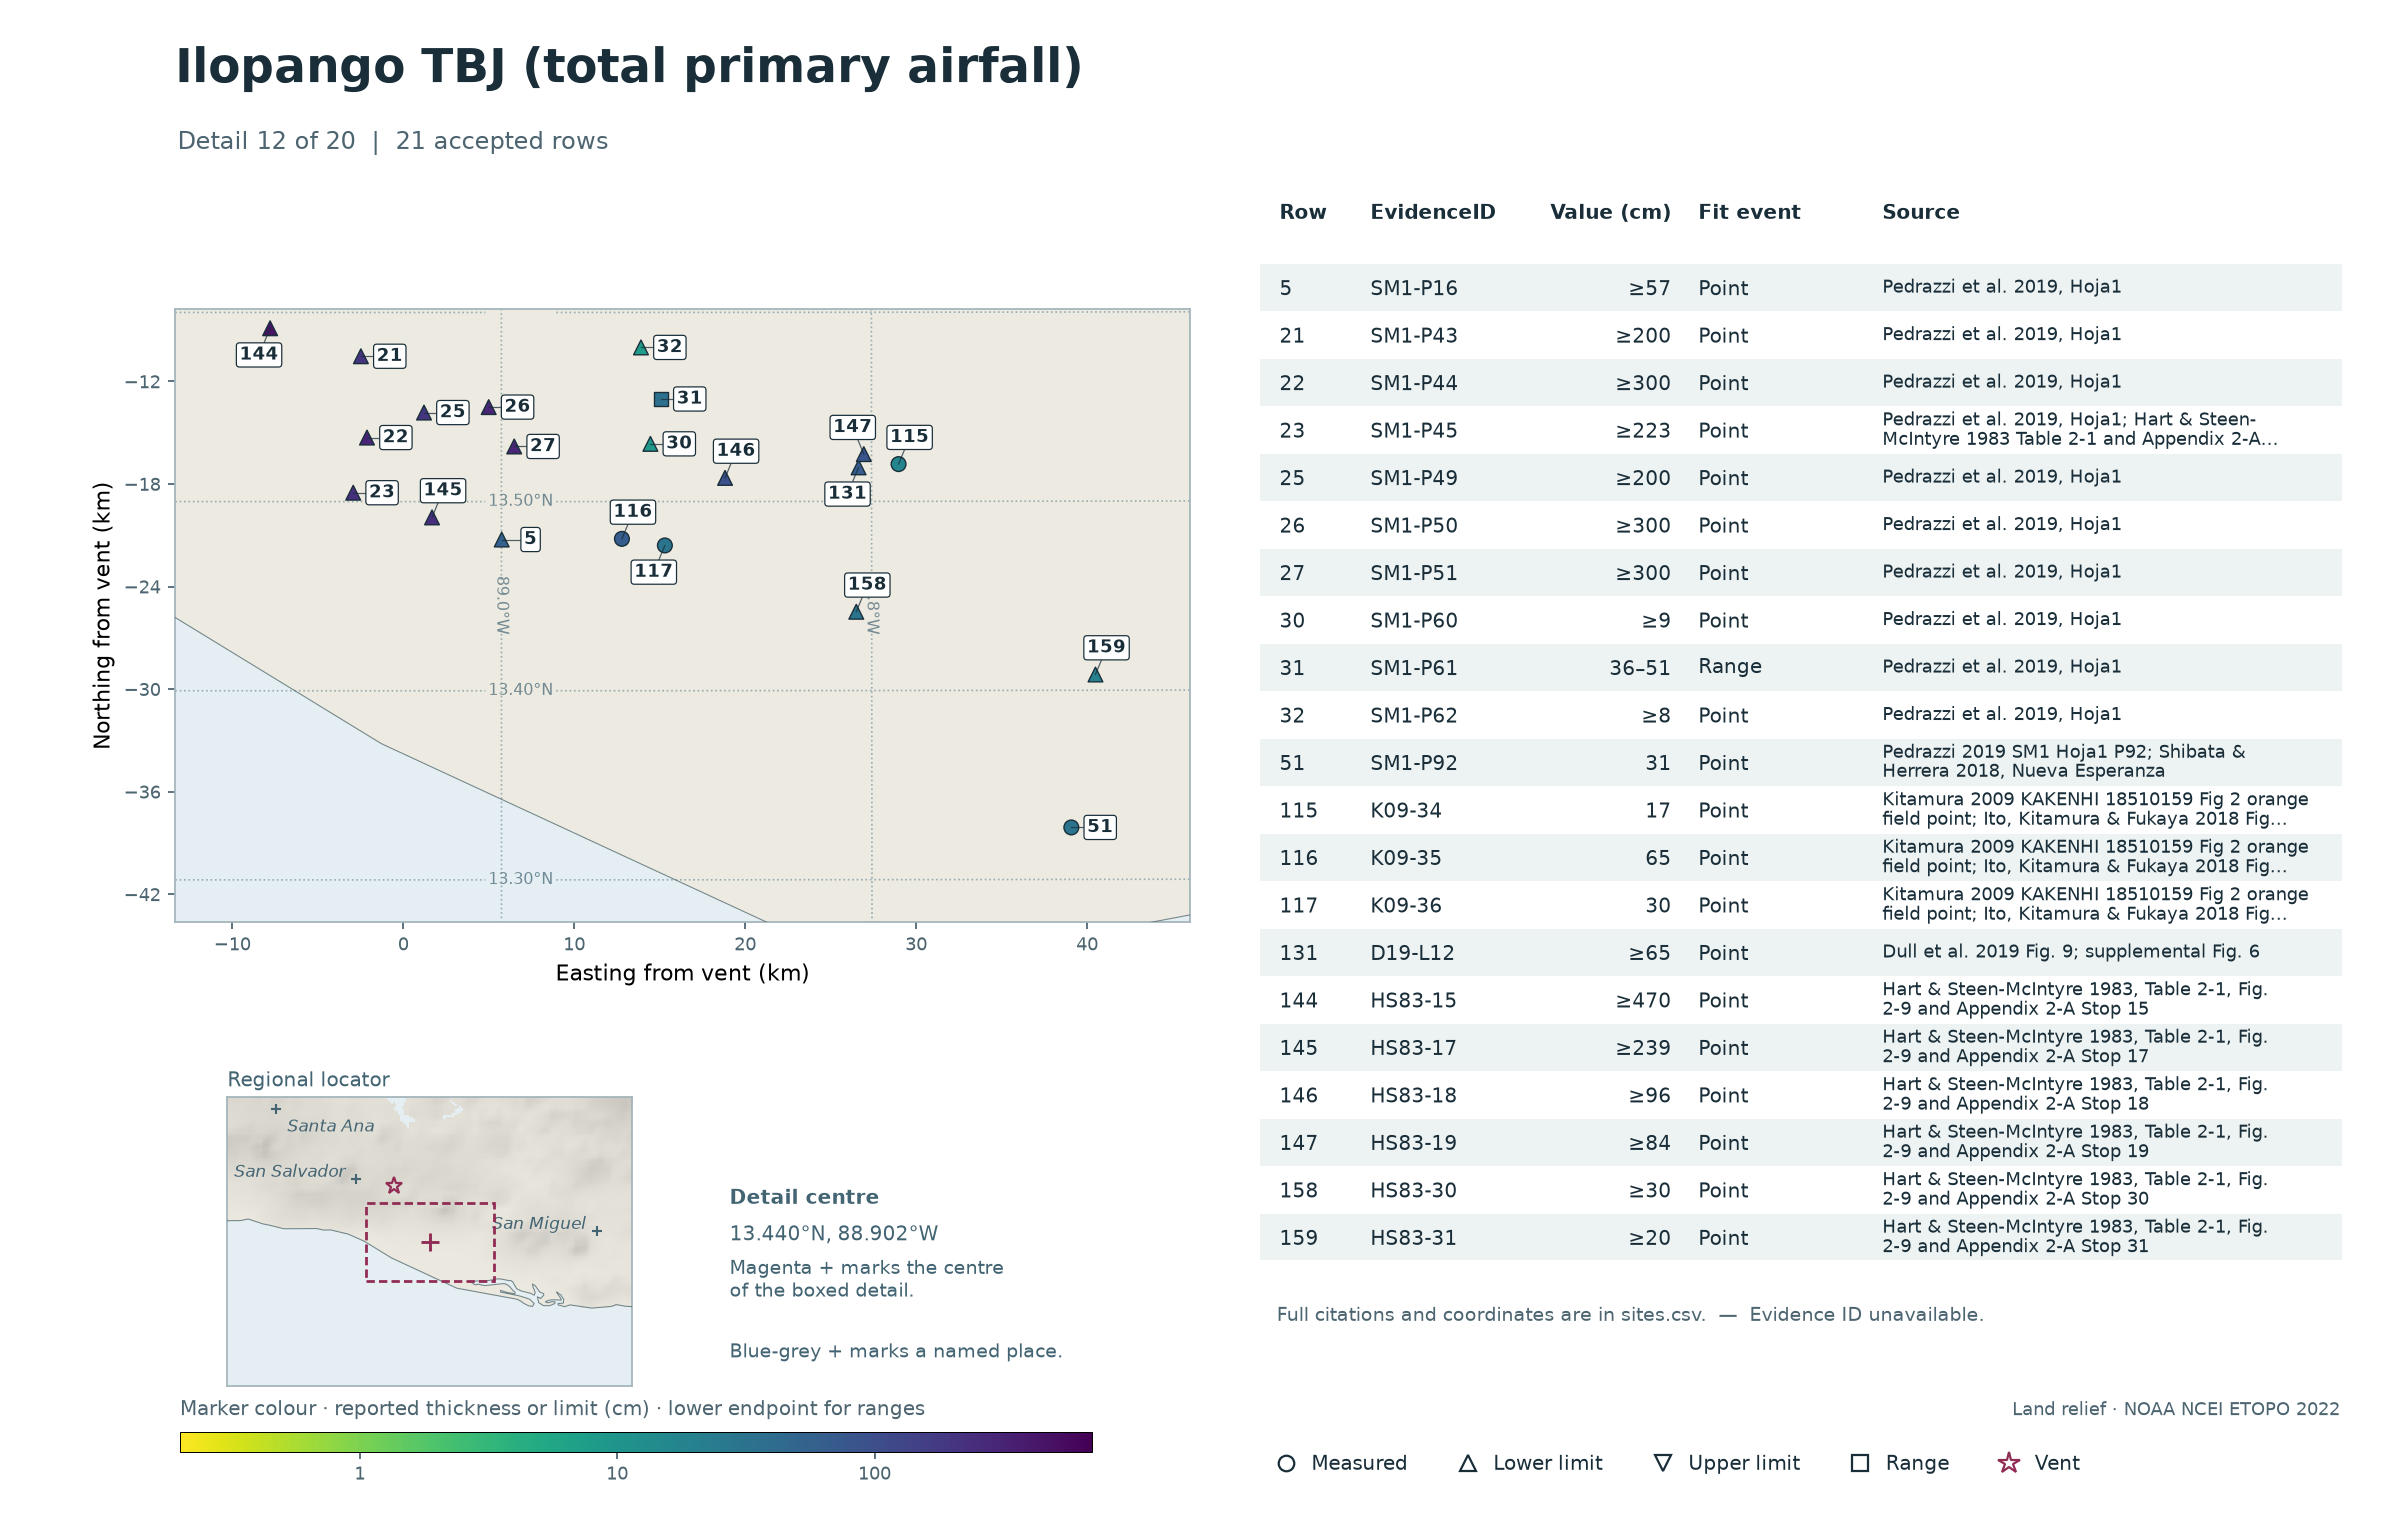 Ilopango TBJ (total primary airfall)
Detail 12 of 20 | 21 accepted rows
144
21
32
31
25
26
22
27
30
146
147
115
131
23
145
116
5
117
158
159
51
13.50°N
13.40°N
13.30°N
89.0°W
8°W
−12
−18
−24
−30
−36
−42
Northing from vent (km)
−10
0
10
20
30
40
Easting from vent (km)
Row EvidenceID Value (cm) Fit event Source
5 SM1-P16 ≥57 Point Pedrazzi et al. 2019, Hoja1
21 SM1-P43 ≥200 Point Pedrazzi et al. 2019, Hoja1
22 SM1-P44 ≥300 Point Pedrazzi et al. 2019, Hoja1
23 SM1-P45 ≥223 Point Pedrazzi et al. 2019, Hoja1; Hart & Steen-
McIntyre 1983 Table 2-1 and Appendix 2-A…
25 SM1-P49 ≥200 Point Pedrazzi et al. 2019, Hoja1
26 SM1-P50 ≥300 Point Pedrazzi et al. 2019, Hoja1
27 SM1-P51 ≥300 Point Pedrazzi et al. 2019, Hoja1
30 SM1-P60 ≥9 Point Pedrazzi et al. 2019, Hoja1
31 SM1-P61 36–51 Range Pedrazzi et al. 2019, Hoja1
32 SM1-P62 ≥8 Point Pedrazzi et al. 2019, Hoja1
51 SM1-P92 31 Point Pedrazzi 2019 SM1 Hoja1 P92; Shibata &
Herrera 2018, Nueva Esperanza
115 K09-34 17 Point Kitamura 2009 KAKENHI 18510159 Fig 2 orange
field point; Ito, Kitamura & Fukaya 2018 Fig…
116 K09-35 65 Point Kitamura 2009 KAKENHI 18510159 Fig 2 orange
field point; Ito, Kitamura & Fukaya 2018 Fig…
117 K09-36 30 Point Kitamura 2009 KAKENHI 18510159 Fig 2 orange
field point; Ito, Kitamura & Fukaya 2018 Fig…
131 D19-L12 ≥65 Point Dull et al. 2019 Fig. 9; supplemental Fig. 6
144 HS83-15 ≥470 Point Hart & Steen-McIntyre 1983, Table 2-1, Fig.
2-9 and Appendix 2-A Stop 15
145 HS83-17 ≥239 Point Hart & Steen-McIntyre 1983, Table 2-1, Fig.
2-9 and Appendix 2-A Stop 17
146 HS83-18 ≥96 Point Hart & Steen-McIntyre 1983, Table 2-1, Fig.
2-9 and Appendix 2-A Stop 18
147 HS83-19 ≥84 Point Hart & Steen-McIntyre 1983, Table 2-1, Fig.
2-9 and Appendix 2-A Stop 19
158 HS83-30 ≥30 Point Hart & Steen-McIntyre 1983, Table 2-1, Fig.
2-9 and Appendix 2-A Stop 30
159 HS83-31 ≥20 Point Hart & Steen-McIntyre 1983, Table 2-1, Fig.
2-9 and Appendix 2-A Stop 31
Full citations and coordinates are in sites.csv. — Evidence ID unavailable.
Regional locator
Santa Ana
San Salvador
San Miguel
Detail centre
13.440°N, 88.902°W
Magenta + marks the centre
of the boxed detail.
Blue-grey + marks a named place.
Marker colour · reported thickness or limit (cm) · lower endpoint for ranges
1
10
100
Land relief · NOAA NCEI ETOPO 2022
Measured
Lower limit
Upper limit
Range
Vent